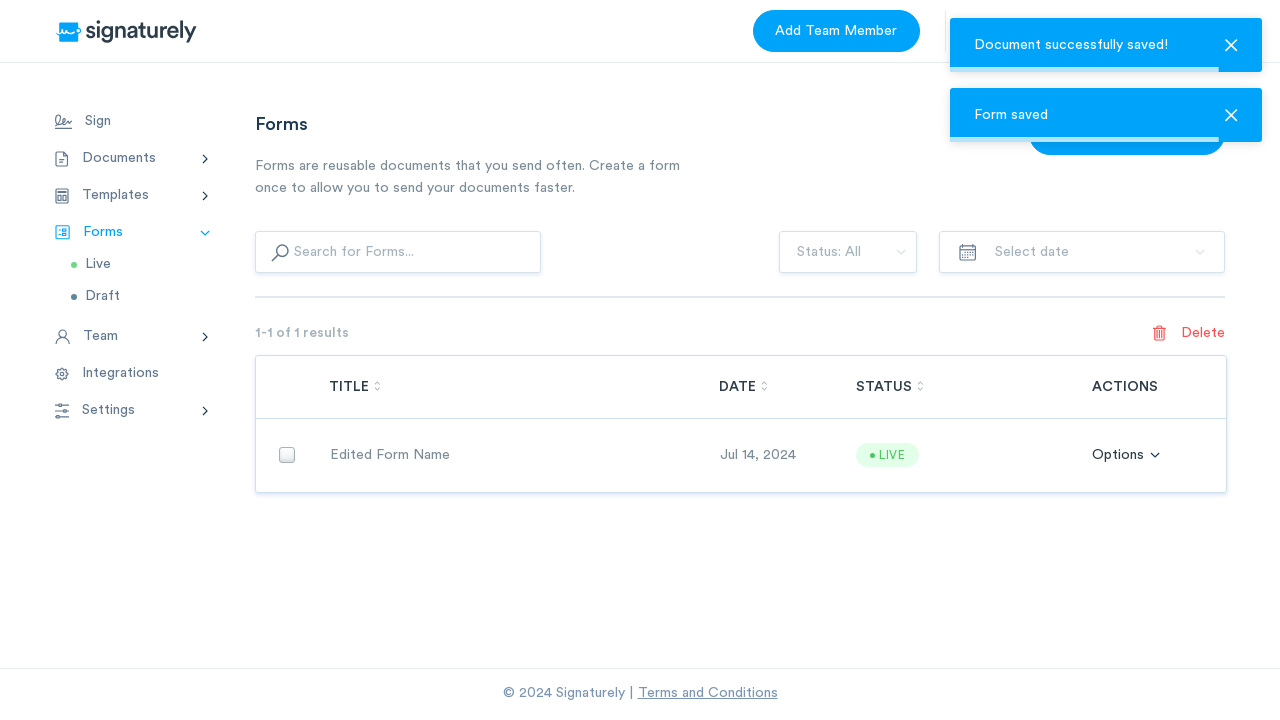 signaturely
Add Team Member
Document successfully saved!
Form saved
Sign
Documents
Templates
Forms
Live
Draft
Team
Integrations
Settings
Forms
Forms are reusable documents that you send often. Create a form
once to allow you to send your documents faster.
Search for Forms...
Status: All
Select date
1-1 of 1 results
Delete
TITLE DATE STATUS ACTIONS
Edited Form Name Jul 14, 2024 LIVE Options
© 2024 Signaturely | Terms and Conditions